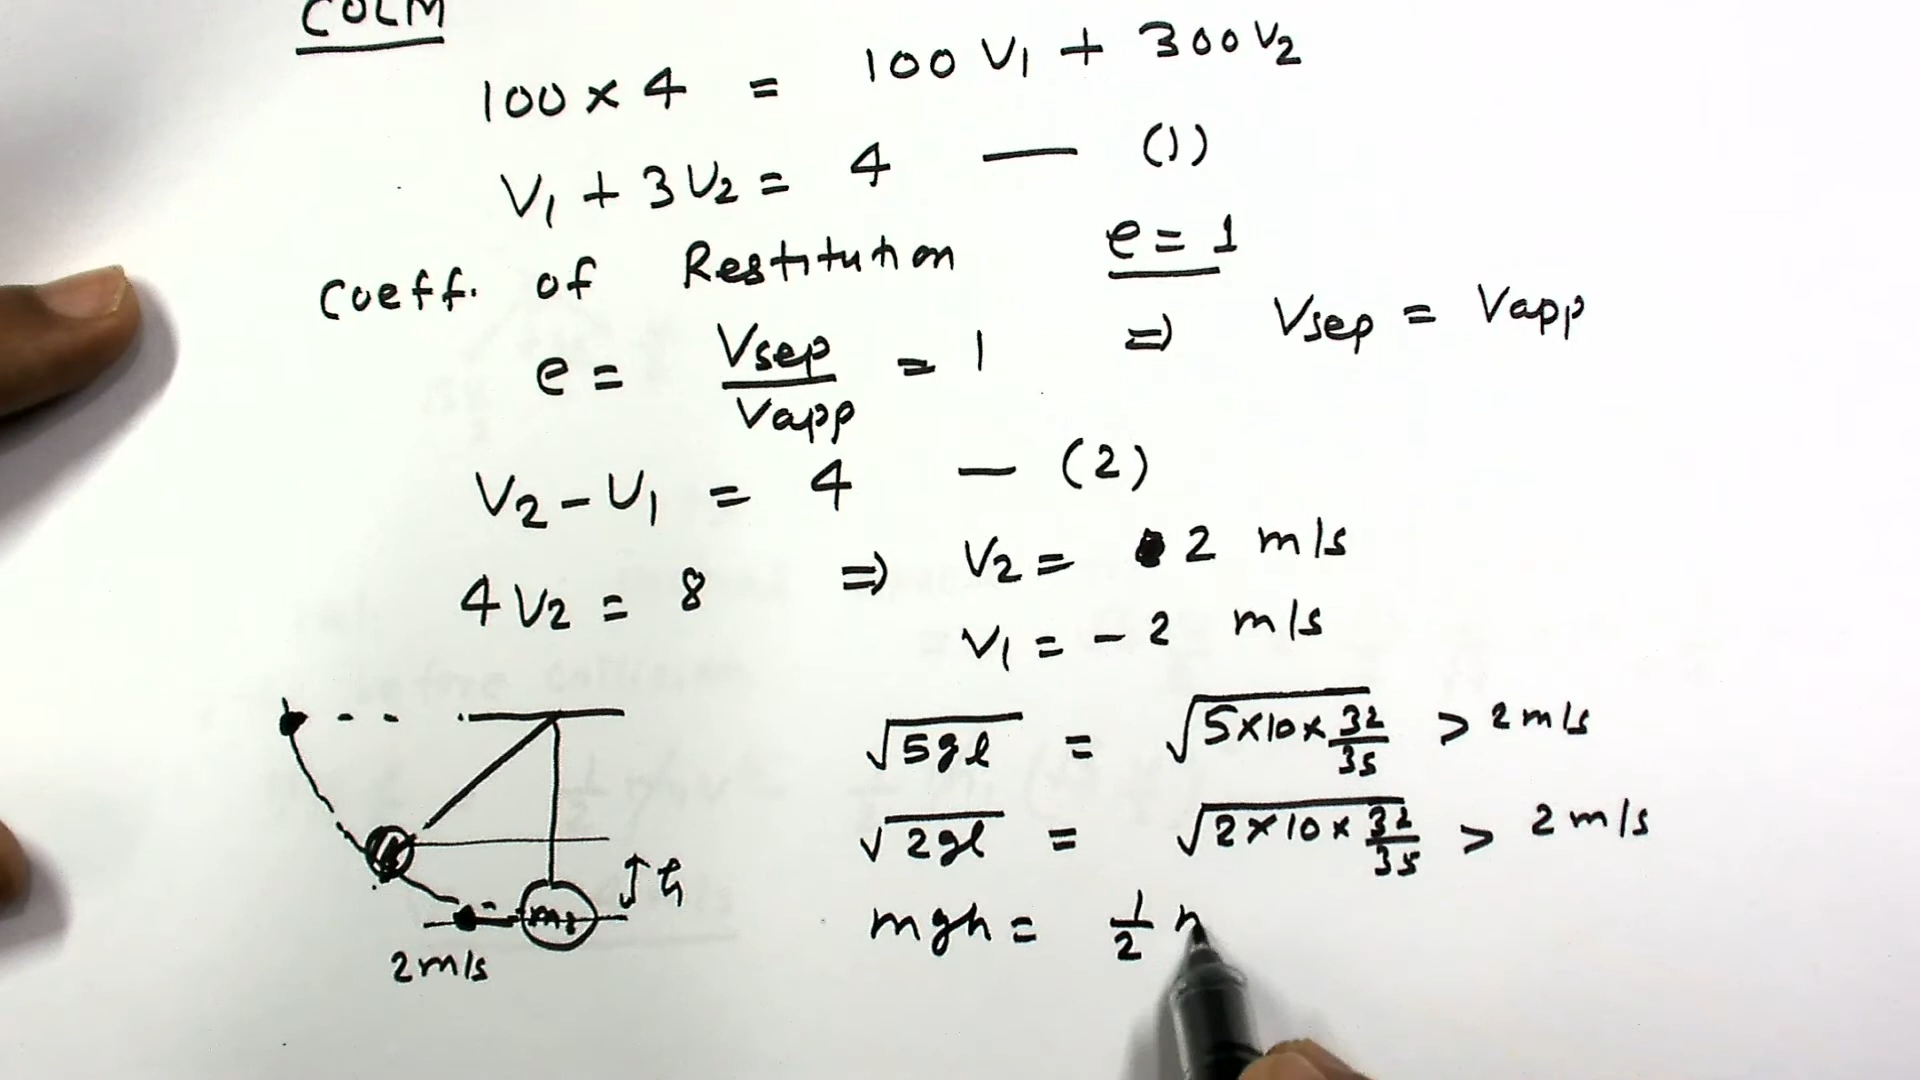 COLM
100 × 4 = 100 V1 + 300 V2
V1 + 3V2 = 4 — (1)
Coeff. of Restitution e = 1
e = Vsep/Vapp = 1 ⇒ Vsep = Vapp
V2 - V1 = 4 — (2)
4V2 = 8 ⇒ V2 = 2 m/s
V1 = - 2 m/s
√5gl = √5×10×32/35 > 2 m/s
√2gl = √2×10×32/35 > 2 m/s
mgh = 1/2
h
2 m/s